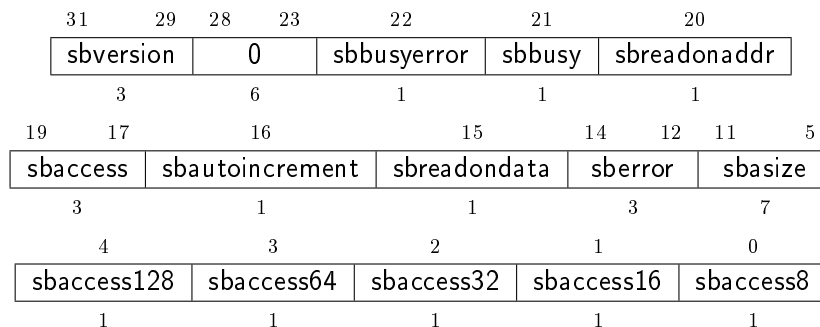 31 29 28 23 22 21 20
sbversion 0 sbbusyerror sbbusy sbreadonaddr
3 6 1 1 1
19 17 16 15 14 12 11 5
sbaccess sbautoincrement sbreadondata sberror sbasize
3 1 1 3 7
4 3 2 1 0
sbaccess128 sbaccess64 sbaccess32 sbaccess16 sbaccess8
1 1 1 1 1